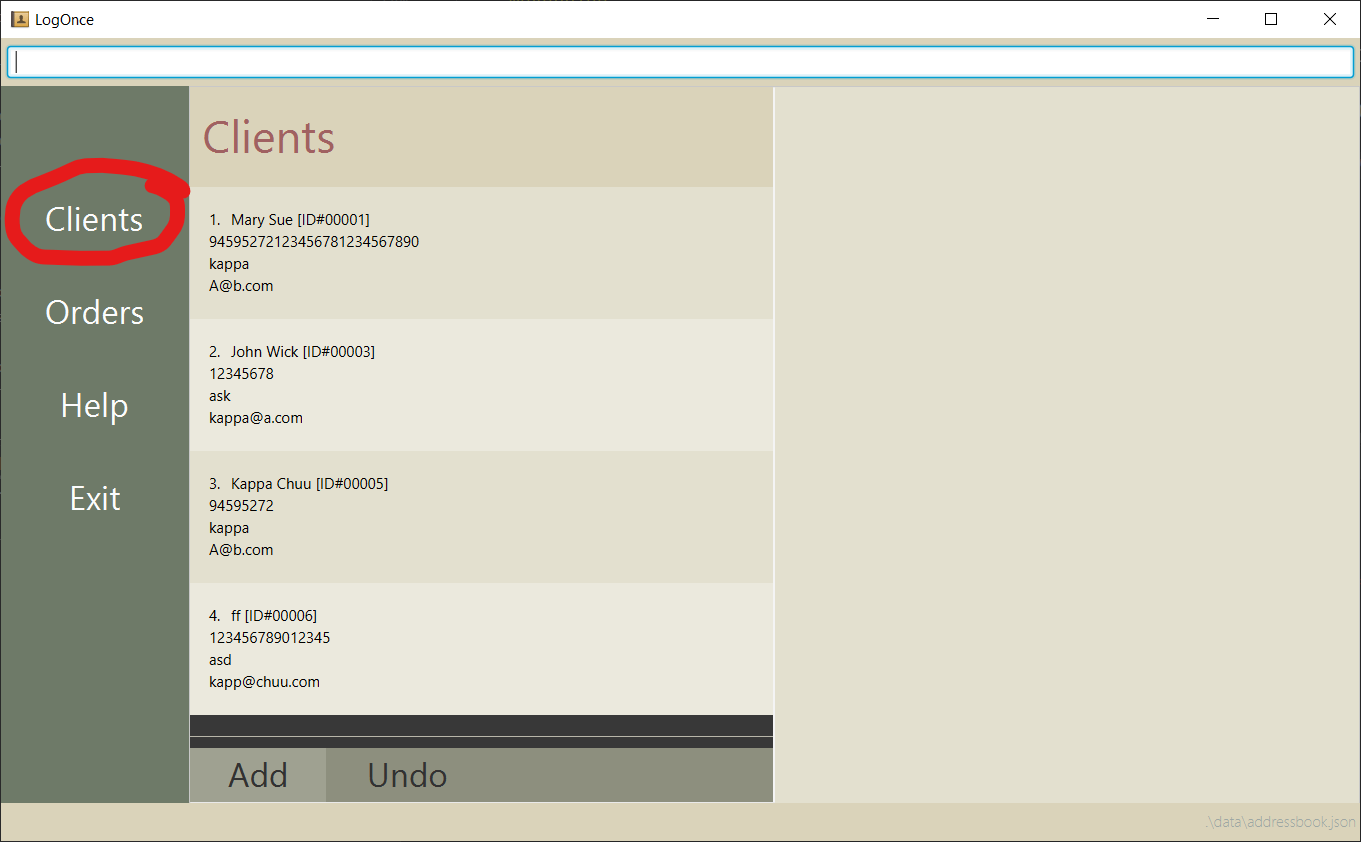 LogOnce
Clients
Orders
Help
Exit
Clients
1. Mary Sue [ID#00001]
94595272123456781234567890
kappa
A@b.com
2. John Wick [ID#00003]
12345678
ask
kappa@a.com
3. Kappa Chuu [ID#00005]
94595272
kappa
A@b.com
4. ff [ID#00006]
123456789012345
asd
kapp@chuu.com
Add Undo
.\data\addressbook.json